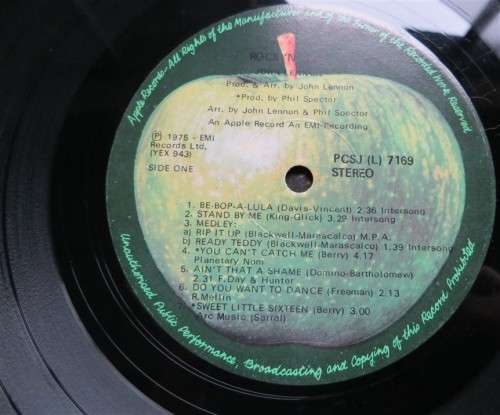 Apple Records-All Rights of the Manufacturer and of the Owner of the Recorded Work Reserved
ROCK 'N'
JOHN LENNON
Prod. & Arr. by John Lennon
*Prod. by Phil Spector
Arr. by John Lennon & Phil Spector
An Apple Record An EMI-Recording
Ⓟ 1975 - EMI
Records Ltd.
(YEX 943)
SIDE ONE
PCSJ (L) 7169
STEREO
1. BE-BOP-A-LULA (Davis-Vincent) 2.36 Intersong
2. STAND BY ME (King-Glick) 3.29 Intersong
3. MEDLEY:
a) RIP IT UP (Blackwell-Marascalco) M.P.A.
b) READY TEDDY (Blackwell-Marascalco) 1.39 Intersong
4. *YOU CAN'T CATCH ME (Berry) 4.17
Planetary Nom
5. AIN'T THAT A SHAME (Domino-Bartholomew)
2.31 F.Day & Hunter
6. DO YOU WANT TO DANCE (Freeman) 2.13
R.Mellin
7. *SWEET LITTLE SIXTEEN (Berry) 3.00
Arc Music (Sarral)
Unauthorised Public Performance, Broadcasting and Copying of this Record Prohibited